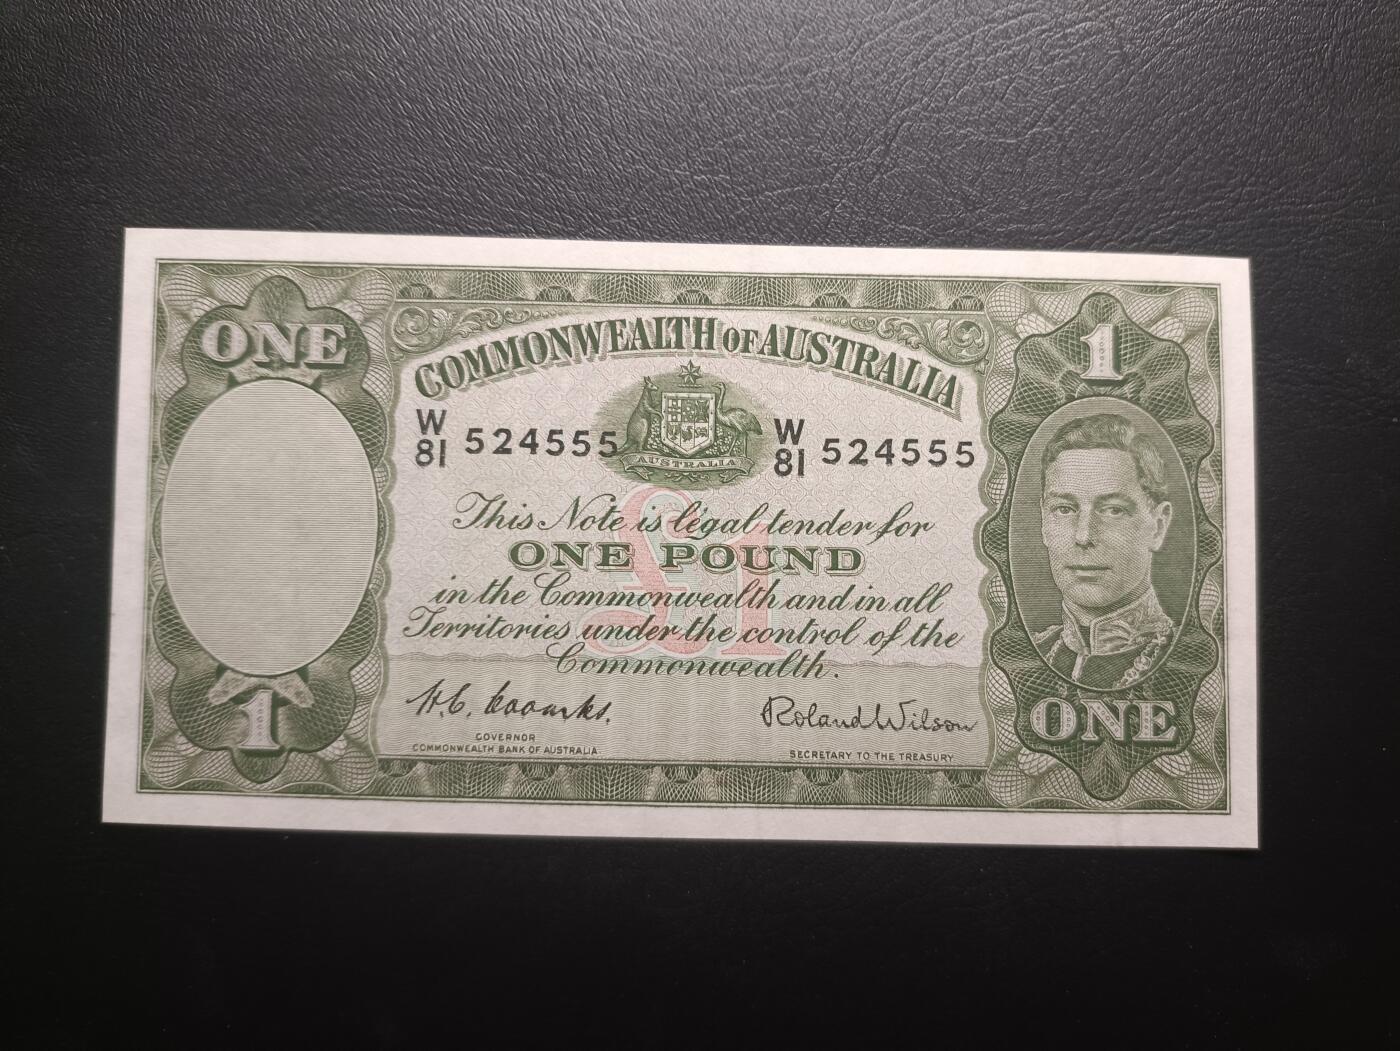 ONE
1
COMMONWEALTH OF AUSTRALIA
W
81 524555
W
81 524555
AUSTRALIA
£1
This Note is legal tender for
ONE POUND
in the Commonwealth and in all
Territories under the control of the
Commonwealth.
H.C. Coombs.
GOVERNOR
COMMONWEALTH BANK OF AUSTRALIA
Roland Wilson
SECRETARY TO THE TREASURY
1
ONE